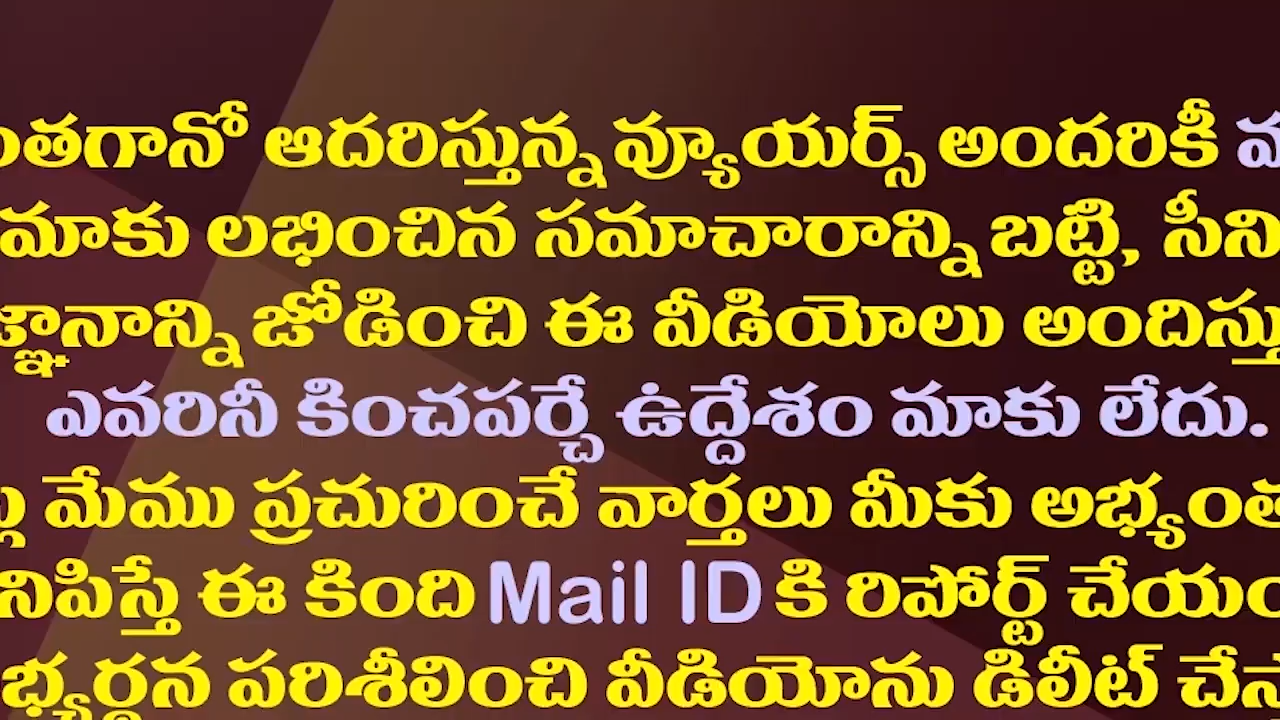 ంతగానో ఆదరిస్తున్న వ్యూయర్స్ అందరికీ
మాకు లభించిన సమాచారాన్ని బట్టి, సీని
జ్ఞానాన్ని జోడించి ఈ వీడియోలు అందిస్తు
ఎవరినీ కించపర్చే ఉద్దేశం మాకు లేదు.
మేము ప్రచురించే వార్తలు మీకు అభ్యంత
నిపిస్తే ఈ కింది Mail ID కి రిపోర్ట్ చేయం
భ్యర్థన పరిశీలించి వీడియోను డిలీట్ చేస